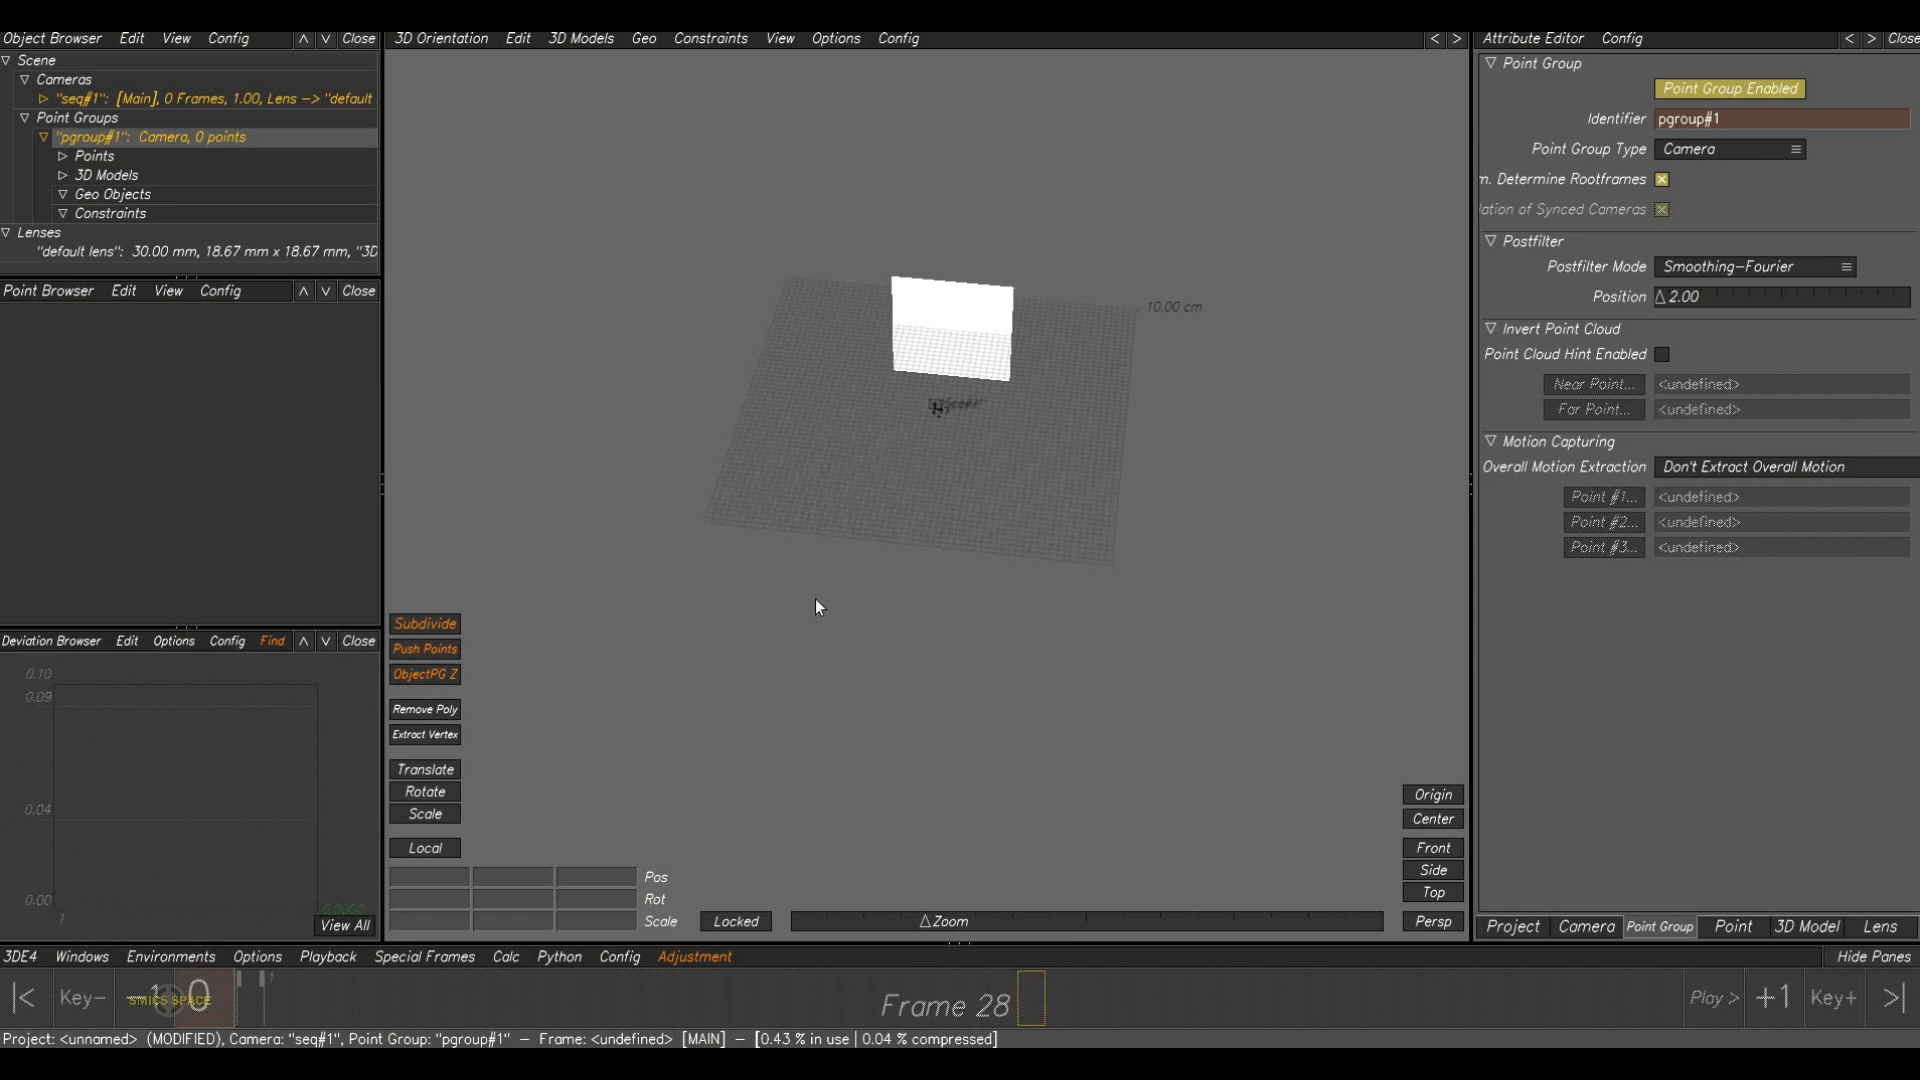 Object Browser Edit View Config Close
Scene
Cameras
"seq#1": [Main], 0 Frames, 1.00, Lens -> "default
Point Groups
"pgroup#1": Camera, 0 points
Points
3D Models
Geo Objects
Constraints
Lenses
"default lens": 30.00 mm, 18.67 mm x 18.67 mm, "3D
Point Browser Edit View Config Close
Deviation Browser Edit Options Config Find Close
0.10
0.09
0.04
0.00
1
0.0000
View All
3D Orientation Edit 3D Models Geo Constraints View Options Config < >
10.00 cm
Subdivide
Push Points
ObjectPG Z
Remove Poly
Extract Vertex
Translate
Rotate
Scale
Local
Pos
Rot
Scale
Locked
Zoom
Origin
Center
Front
Side
Top
Persp
Attribute Editor Config < > Close
Point Group
Point Group Enabled
Identifier pgroup#1
Point Group Type Camera
m. Determine Rootframes
lation of Synced Cameras
Postfilter
Postfilter Mode Smoothing-Fourier
Position 2.00
Invert Point Cloud
Point Cloud Hint Enabled
Near Point... <undefined>
Far Point... <undefined>
Motion Capturing
Overall Motion Extraction Don't Extract Overall Motion
Point #1... <undefined>
Point #2... <undefined>
Point #3... <undefined>
Project Camera Point Group Point 3D Model Lens
3DE4 Windows Environments Options Playback Special Frames Calc Python Config Adjustment Hide Panes
|< Key- -1 0 1 Frame 28 Play > +1 Key+ >|
SMICS SPACE
Project: <unnamed> (MODIFIED), Camera: "seq#1", Point Group: "pgroup#1" - Frame: <undefined> [MAIN] - [0.43 % in use | 0.04 % compressed]